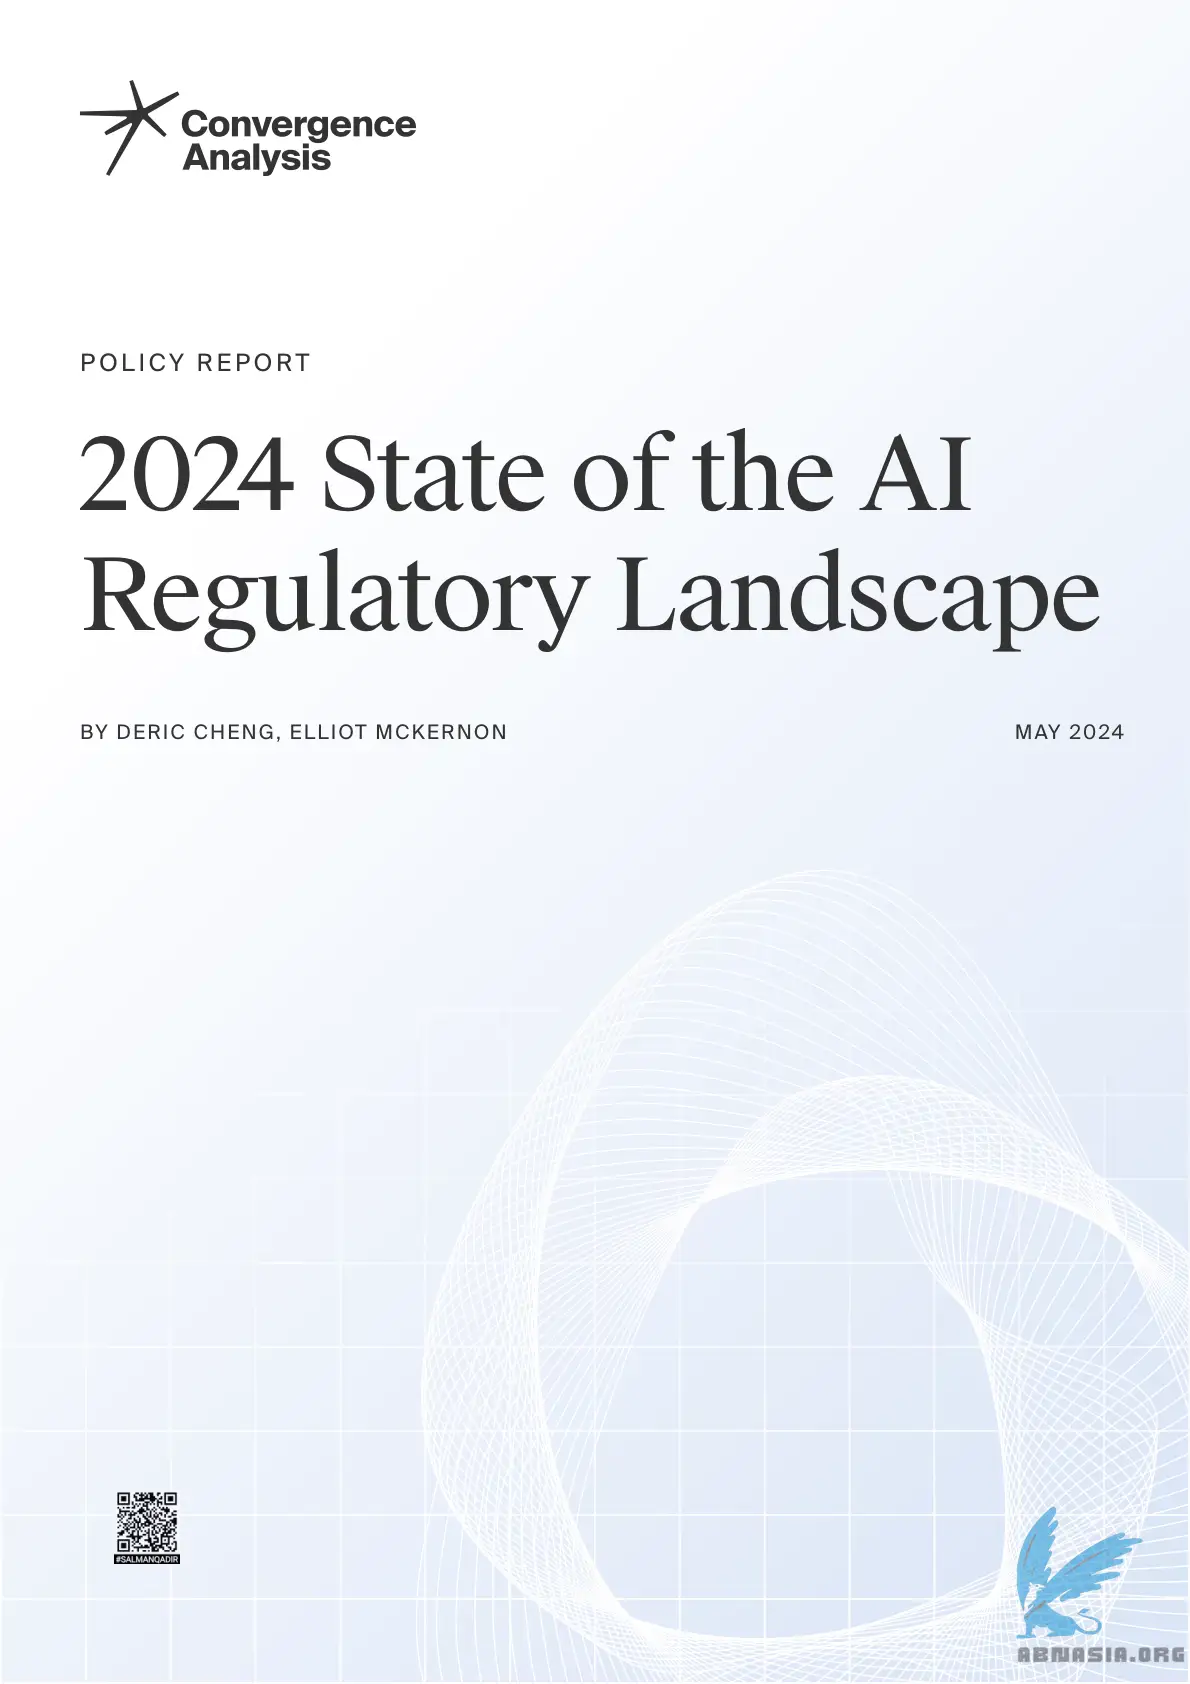 Convergence
Analysis
POLICY REPORT
2024 State of the AI
Regulatory Landscape
BY DERIC CHENG, ELLIOT MCKERNON
MAY 2024
#SALMANQADIR
ABNASIA.ORG